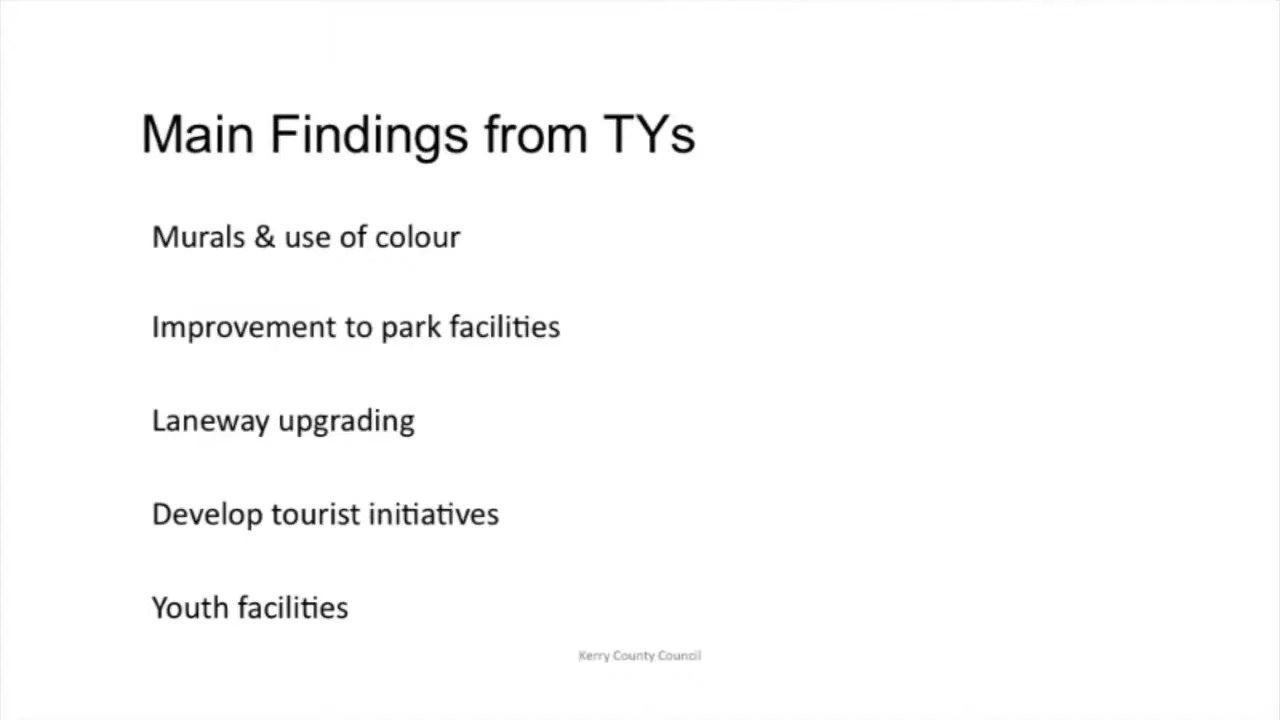 Main Findings from TYs
Murals & use of colour
Improvement to park facilities
Laneway upgrading
Develop tourist initiatives
Youth facilities
Kerry County Council